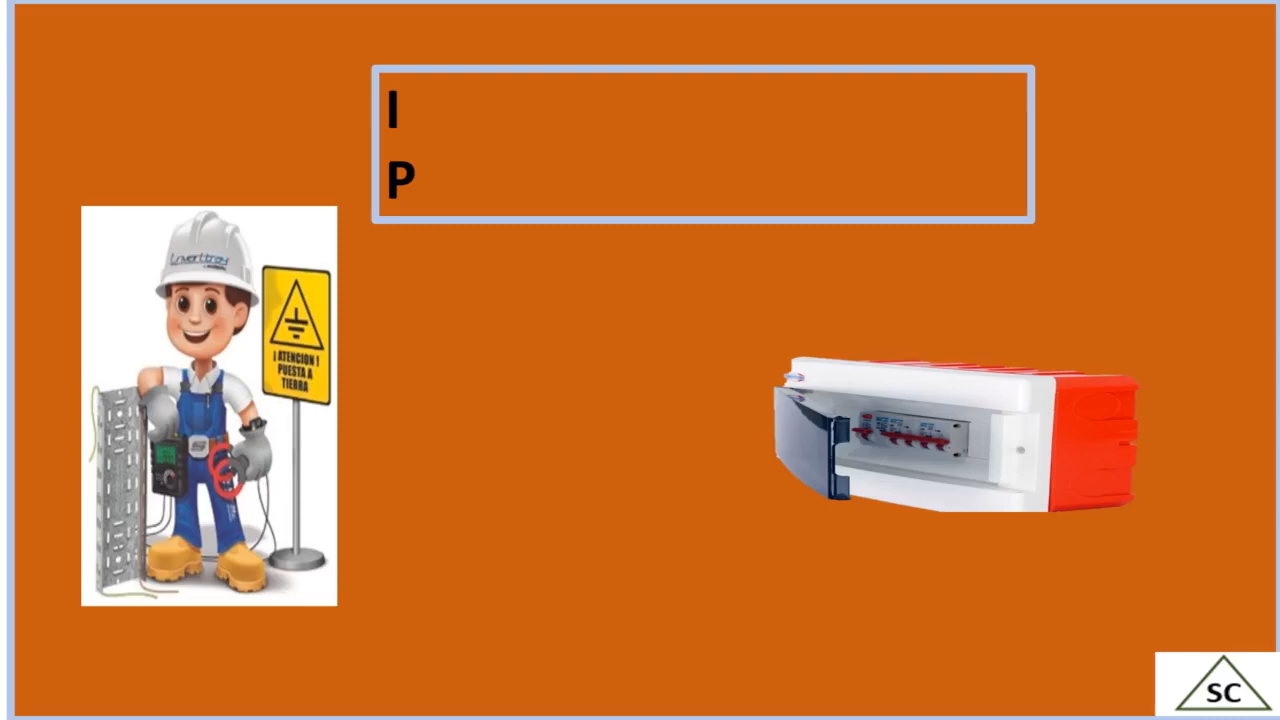 I
P
¡ ATENCION !
PUESTA A
TIERRA
SC